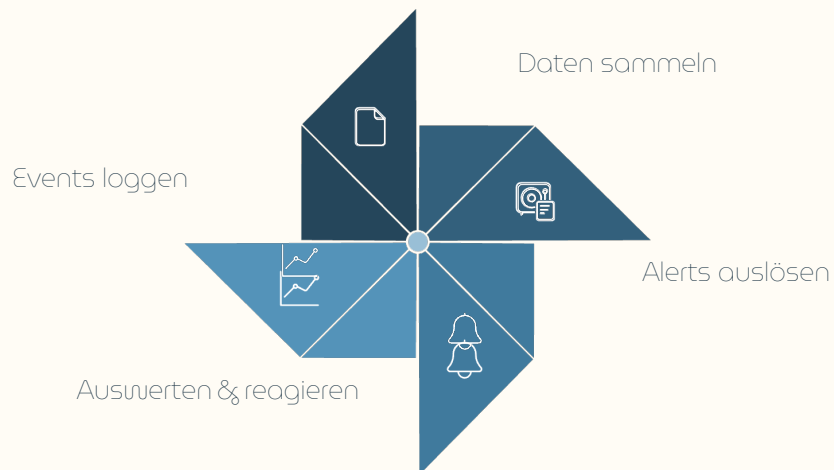 Daten sammeln
Events loggen
Alerts auslösen
Auswerten & reagieren